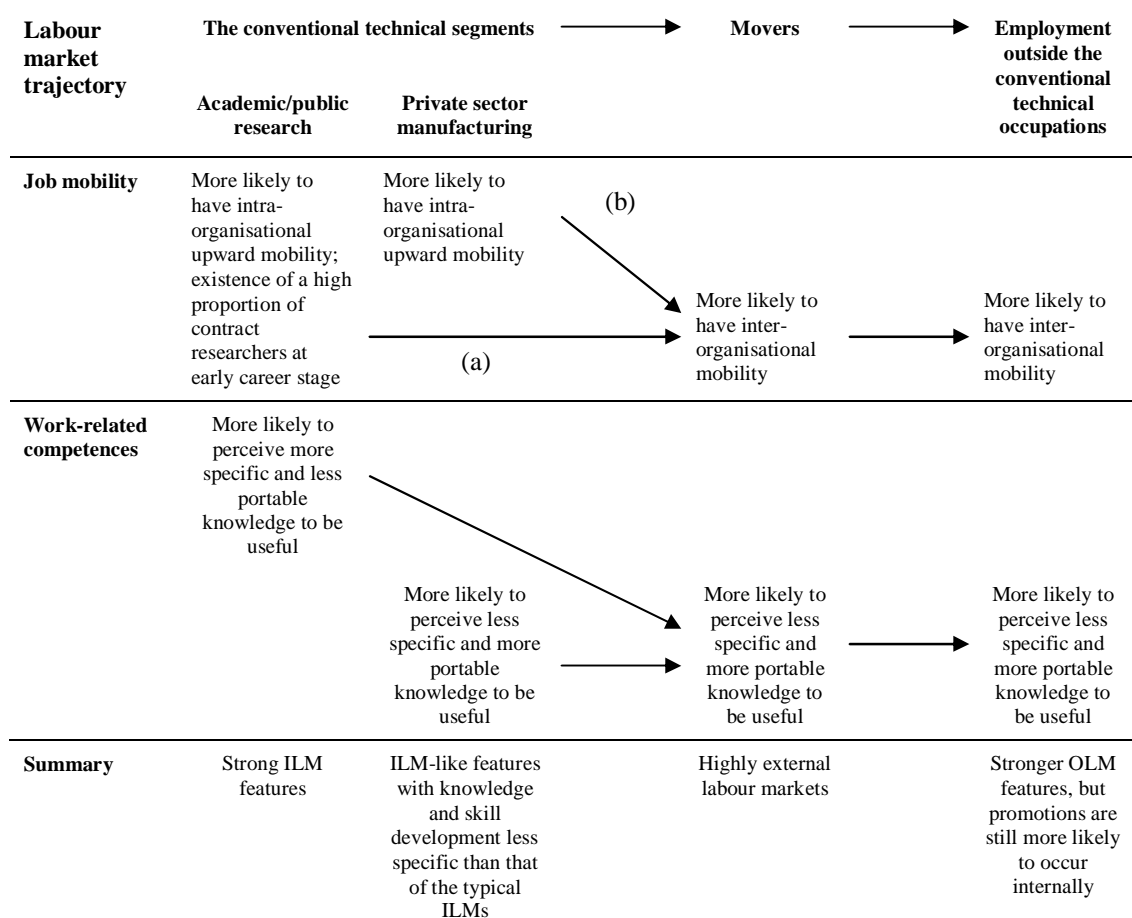 Labour
market
trajectory
The conventional technical segments
Movers
Employment
outside the
conventional
technical
occupations
Academic/public
research
Private sector
manufacturing
Job mobility
More likely to
have intra-
organisational
upward mobility;
existence of a high
proportion of
contract
researchers at
early career stage
More likely to
have intra-
organisational
upward mobility
(b)
(a)
More likely to
have inter-
organisational
mobility
More likely to
have inter-
organisational
mobility
Work-related
competences
More likely to
perceive more
specific and less
portable
knowledge to be
useful
More likely to
perceive less
specific and more
portable
knowledge to be
useful
More likely to
perceive less
specific and
more portable
knowledge to
be useful
More likely to
perceive less
specific and
more portable
knowledge to
be useful
Summary
Strong ILM
features
ILM-like features
with knowledge
and skill
development less
specific than that
of the typical
ILMs
Highly external
labour markets
Stronger OLM
features, but
promotions are
still more likely
to occur
internally